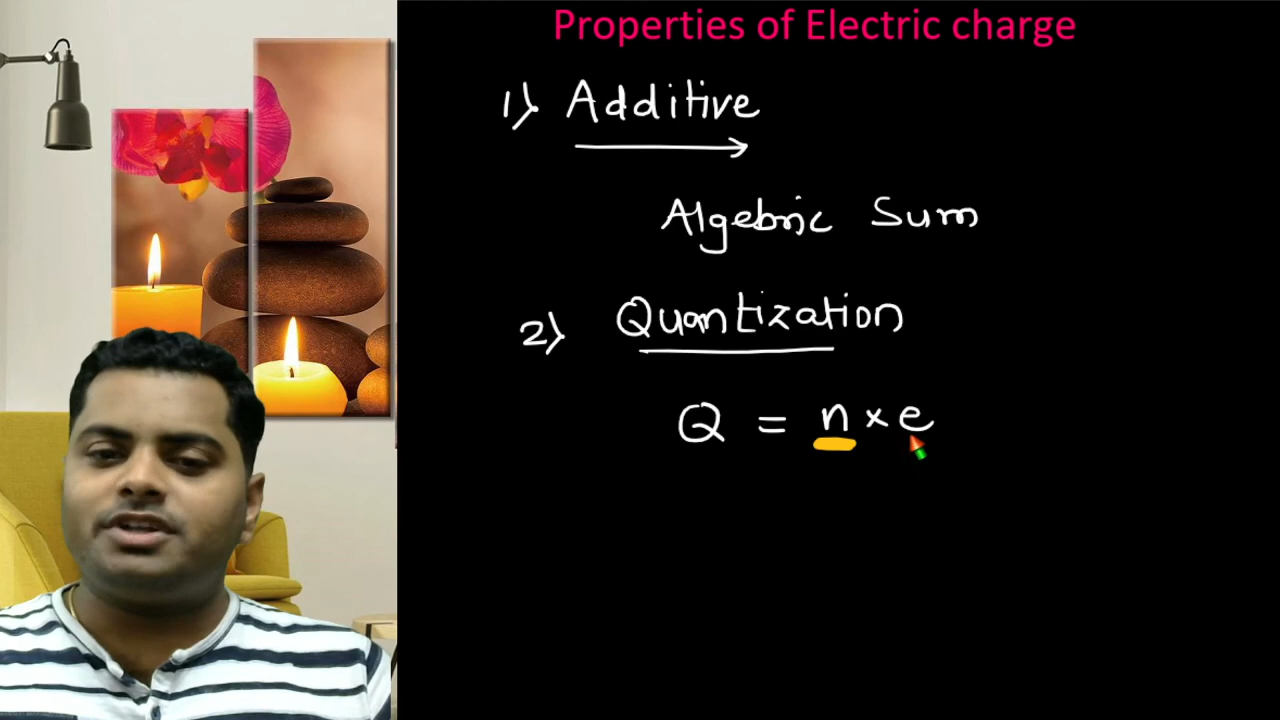 Properties of Electric charge
1) Additive
Algebric Sum
2) Quantization
Q = n × e